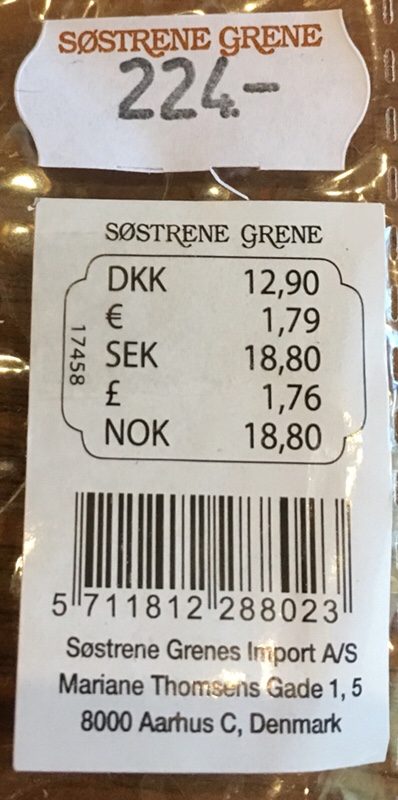 SØSTRENE GRENE
224.-
SØSTRENE GRENE
DKK 12,90
€ 1,79
SEK 18,80
£ 1,76
NOK 18,80
17458
5 711812 288023
Søstrene Grenes Import A/S
Mariane Thomsens Gade 1, 5
8000 Aarhus C, Denmark